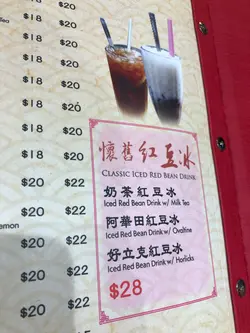 Tea
$20
$18 $20
$18 $20
$18 $20
$18 $20
$18 $20
$20 $22
$20 $22
$20 $22
emon
$20 $22
$20 $22
$20 $22
懷舊紅豆冰
CLASSIC ICED RED BEAN DRINK
奶茶紅豆冰
Iced Red Bean Drink w/ Milk Tea
阿華田紅豆冰
Iced Red Bean Drink w/ Ovaltine
好立克紅豆冰
Iced Red Bean Drink w/ Horlicks
$28